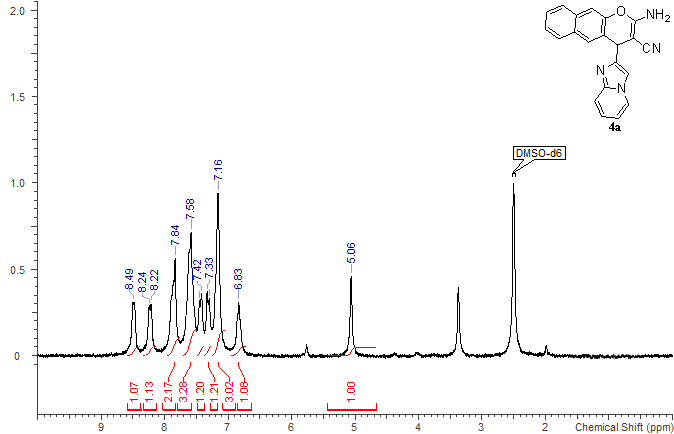 2.0
1.5
1.0
0.5
0
8.49
8.24
8.22
7.84
7.58
7.42
7.33
7.16
6.83
5.06
DMSO-d6
O
NH2
CN
N
N
4a
1.07
1.13
2.17
3.28
1.20
1.21
3.02
1.08
1.00
9 8 7 6 5 4 3 2
Chemical Shift (ppm)